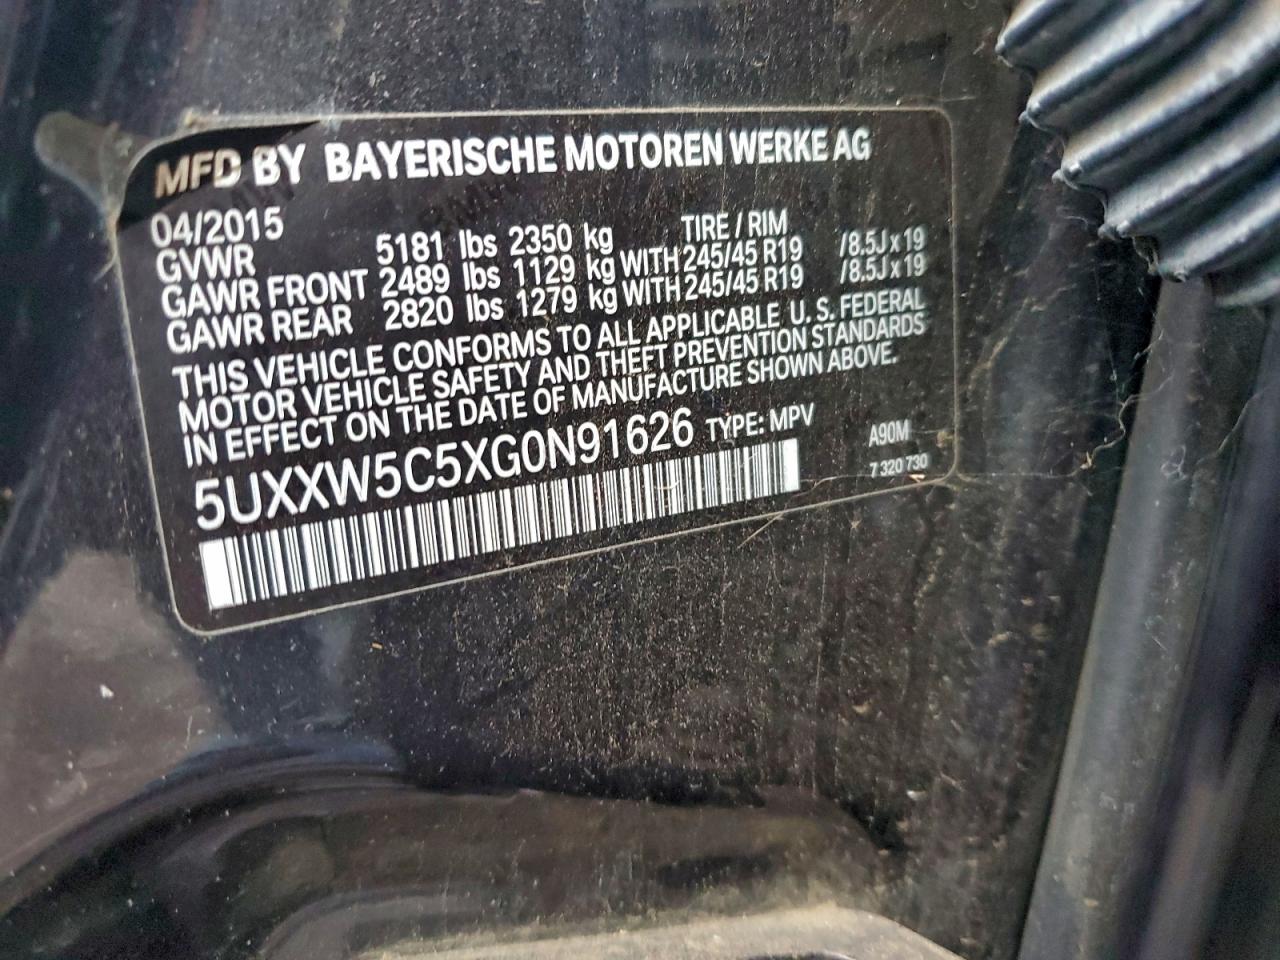 MFD BY BAYERISCHE MOTOREN WERKE AG
04/2015 TIRE / RIM
GVWR 5181 lbs 2350 kg
GAWR FRONT 2489 lbs 1129 kg WITH 245/45 R19 /8.5J x 19
GAWR REAR 2820 lbs 1279 kg WITH 245/45 R19 /8.5J x 19
THIS VEHICLE CONFORMS TO ALL APPLICABLE U.S. FEDERAL
MOTOR VEHICLE SAFETY AND THEFT PREVENTION STANDARDS
IN EFFECT ON THE DATE OF MANUFACTURE SHOWN ABOVE.
5UXXW5C5XG0N91626 TYPE: MPV A90M
7 320 730